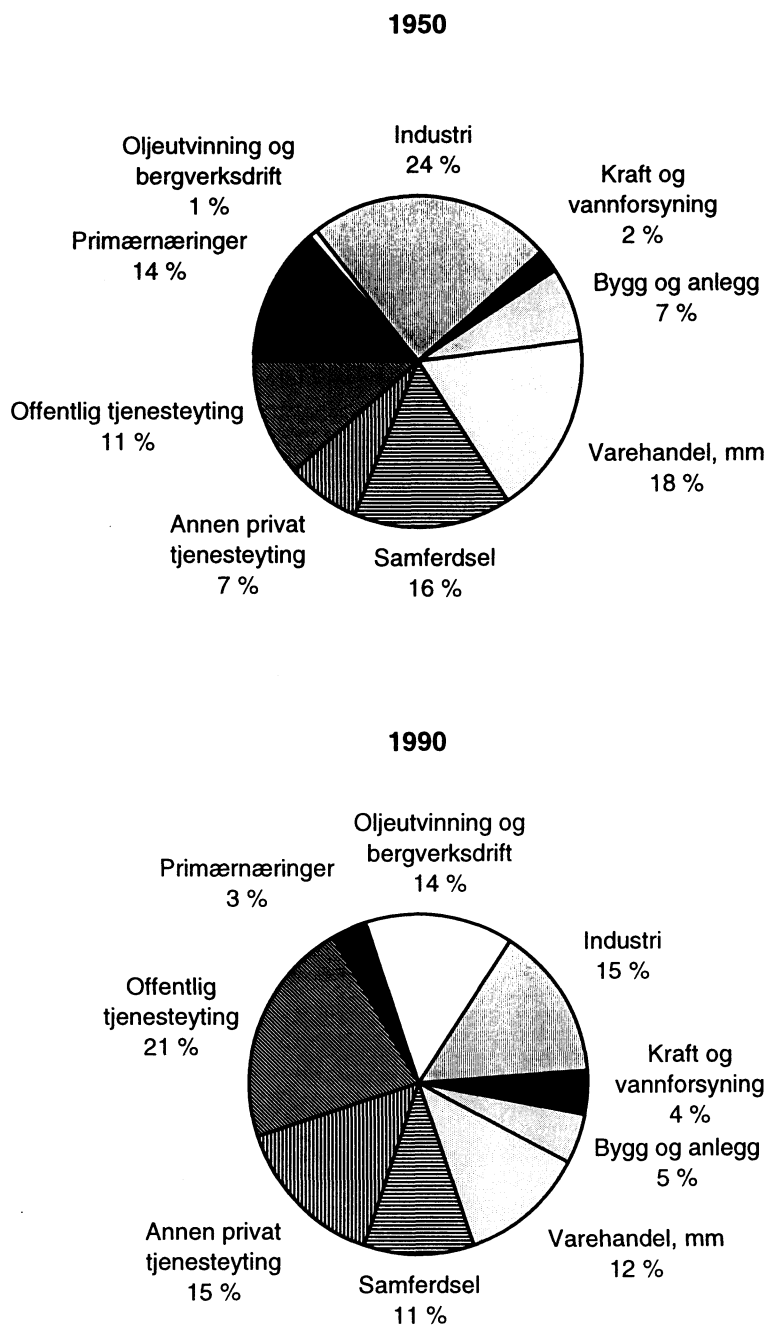 1950
Industri
24 %
Oljeutvinning og
bergverksdrift
1 %
Kraft og
vannforsyning
2 %
Primærnæringer
14 %
Bygg og anlegg
7 %
Offentlig tjenesteyting
11 %
Varehandel, mm
18 %
Annen privat
tjenesteyting
7 %
Samferdsel
16 %
1990
Oljeutvinning og
bergverksdrift
14 %
Primærnæringer
3 %
Industri
15 %
Offentlig
tjenesteyting
21 %
Kraft og
vannforsyning
4 %
Bygg og anlegg
5 %
Annen privat
tjenesteyting
15 %
Varehandel, mm
12 %
Samferdsel
11 %